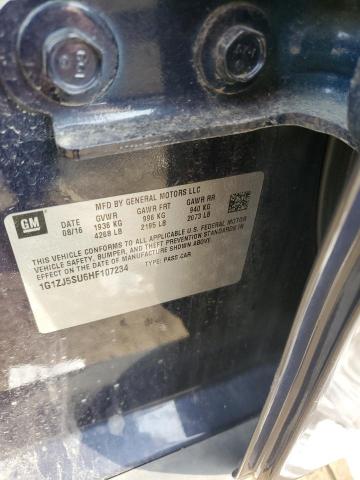 MFD BY GENERAL MOTORS LLC
GM
DATE GVWR GAWR FRT GAWR RR
08/16 1936 KG 996 KG 940 KG
4268 LB 2195 LB 2073 LB
THIS VEHICLE CONFORMS TO ALL APPLICABLE U.S. FEDERAL MOTOR
VEHICLE SAFETY, BUMPER, AND THEFT PREVENTION STANDARDS
IN EFFECT ON THE DATE OF MANUFACTURE SHOWN ABOVE.
1G1ZJ5SU6HF107234 TYPE: PASS CAR